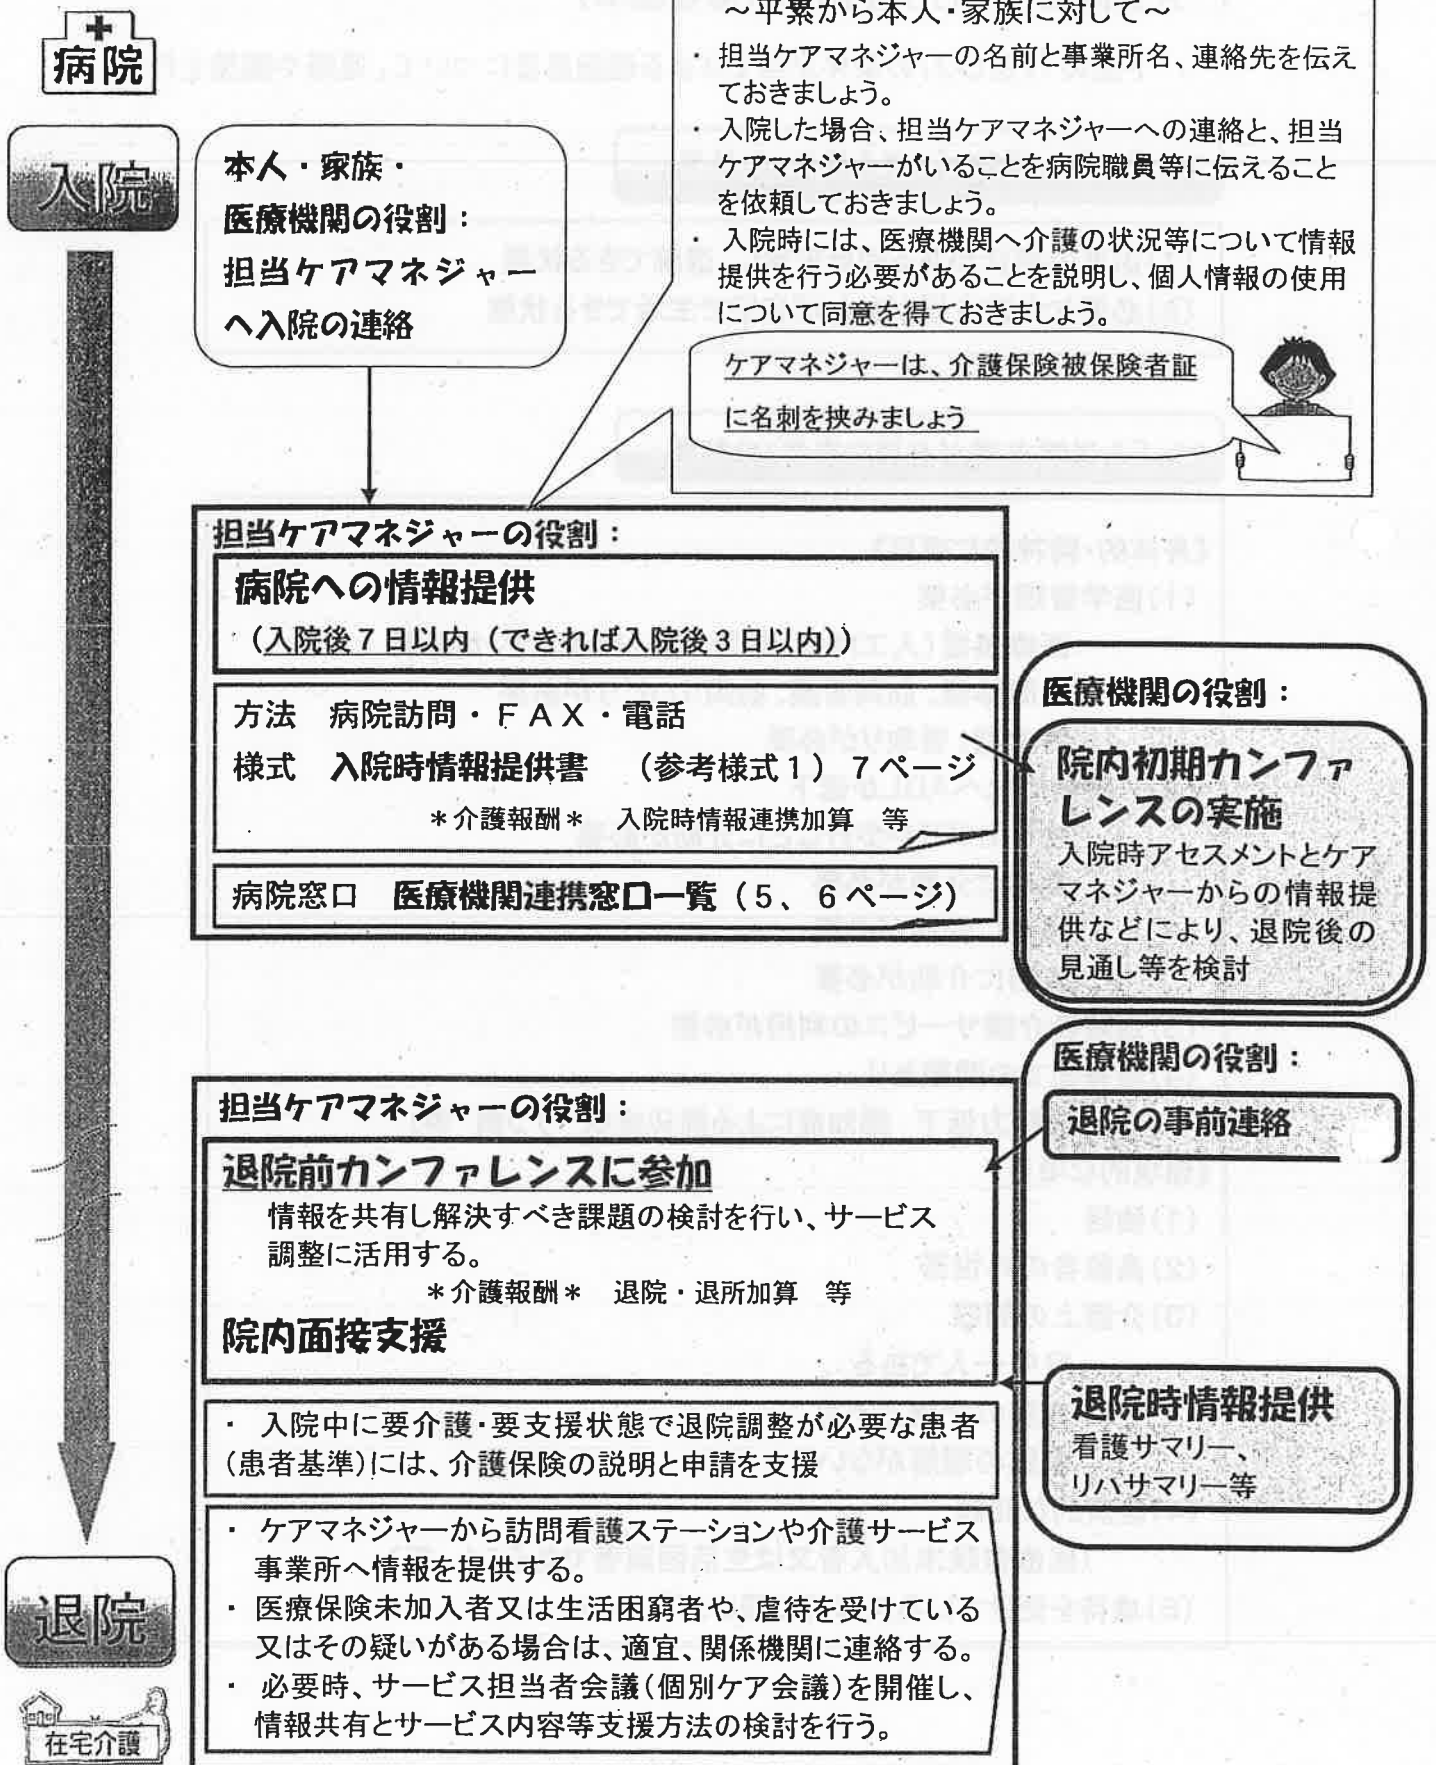 病院
～平素から本人・家族に対して～
・ 担当ケアマネジャーの名前と事業所名、連絡先を伝え
ておきましょう。
・ 入院した場合、担当ケアマネジャーへの連絡と、担当
ケアマネジャーがいることを病院職員等に伝えること
を依頼しておきましょう。
・ 入院時には、医療機関へ介護の状況等について情報
提供を行う必要があることを説明し、個人情報の使用
について同意を得ておきましょう。
ケアマネジャーは、介護保険被保険者証
に名刺を挟みましょう
入院
本人・家族・
医療機関の役割：
担当ケアマネジャー
へ入院の連絡
担当ケアマネジャーの役割：
病院への情報提供
（入院後７日以内（できれば入院後３日以内））
方法　病院訪問・ＦＡＸ・電話
様式　入院時情報提供書　（参考様式１）７ページ
＊介護報酬＊　入院時情報連携加算　等
病院窓口　医療機関連携窓口一覧（５、６ページ）
医療機関の役割：
院内初期カンファ
レンスの実施
入院時アセスメントとケア
マネジャーからの情報提
供などにより、退院後の
見通し等を検討
医療機関の役割：
退院の事前連絡
担当ケアマネジャーの役割：
退院前カンファレンスに参加
情報を共有し解決すべき課題の検討を行い、サービス
調整に活用する。
＊介護報酬＊　退院・退所加算　等
院内面接支援
退院時情報提供
看護サマリー、
リハサマリー等
・ 入院中に要介護・要支援状態で退院調整が必要な患者
(患者基準)には、介護保険の説明と申請を支援
・ ケアマネジャーから訪問看護ステーションや介護サービス
事業所へ情報を提供する。
・ 医療保険未加入者又は生活困窮者や、虐待を受けている
又はその疑いがある場合は、適宜、関係機関に連絡する。
・ 必要時、サービス担当者会議(個別ケア会議)を開催し、
情報共有とサービス内容等支援方法の検討を行う。
退院
在宅介護